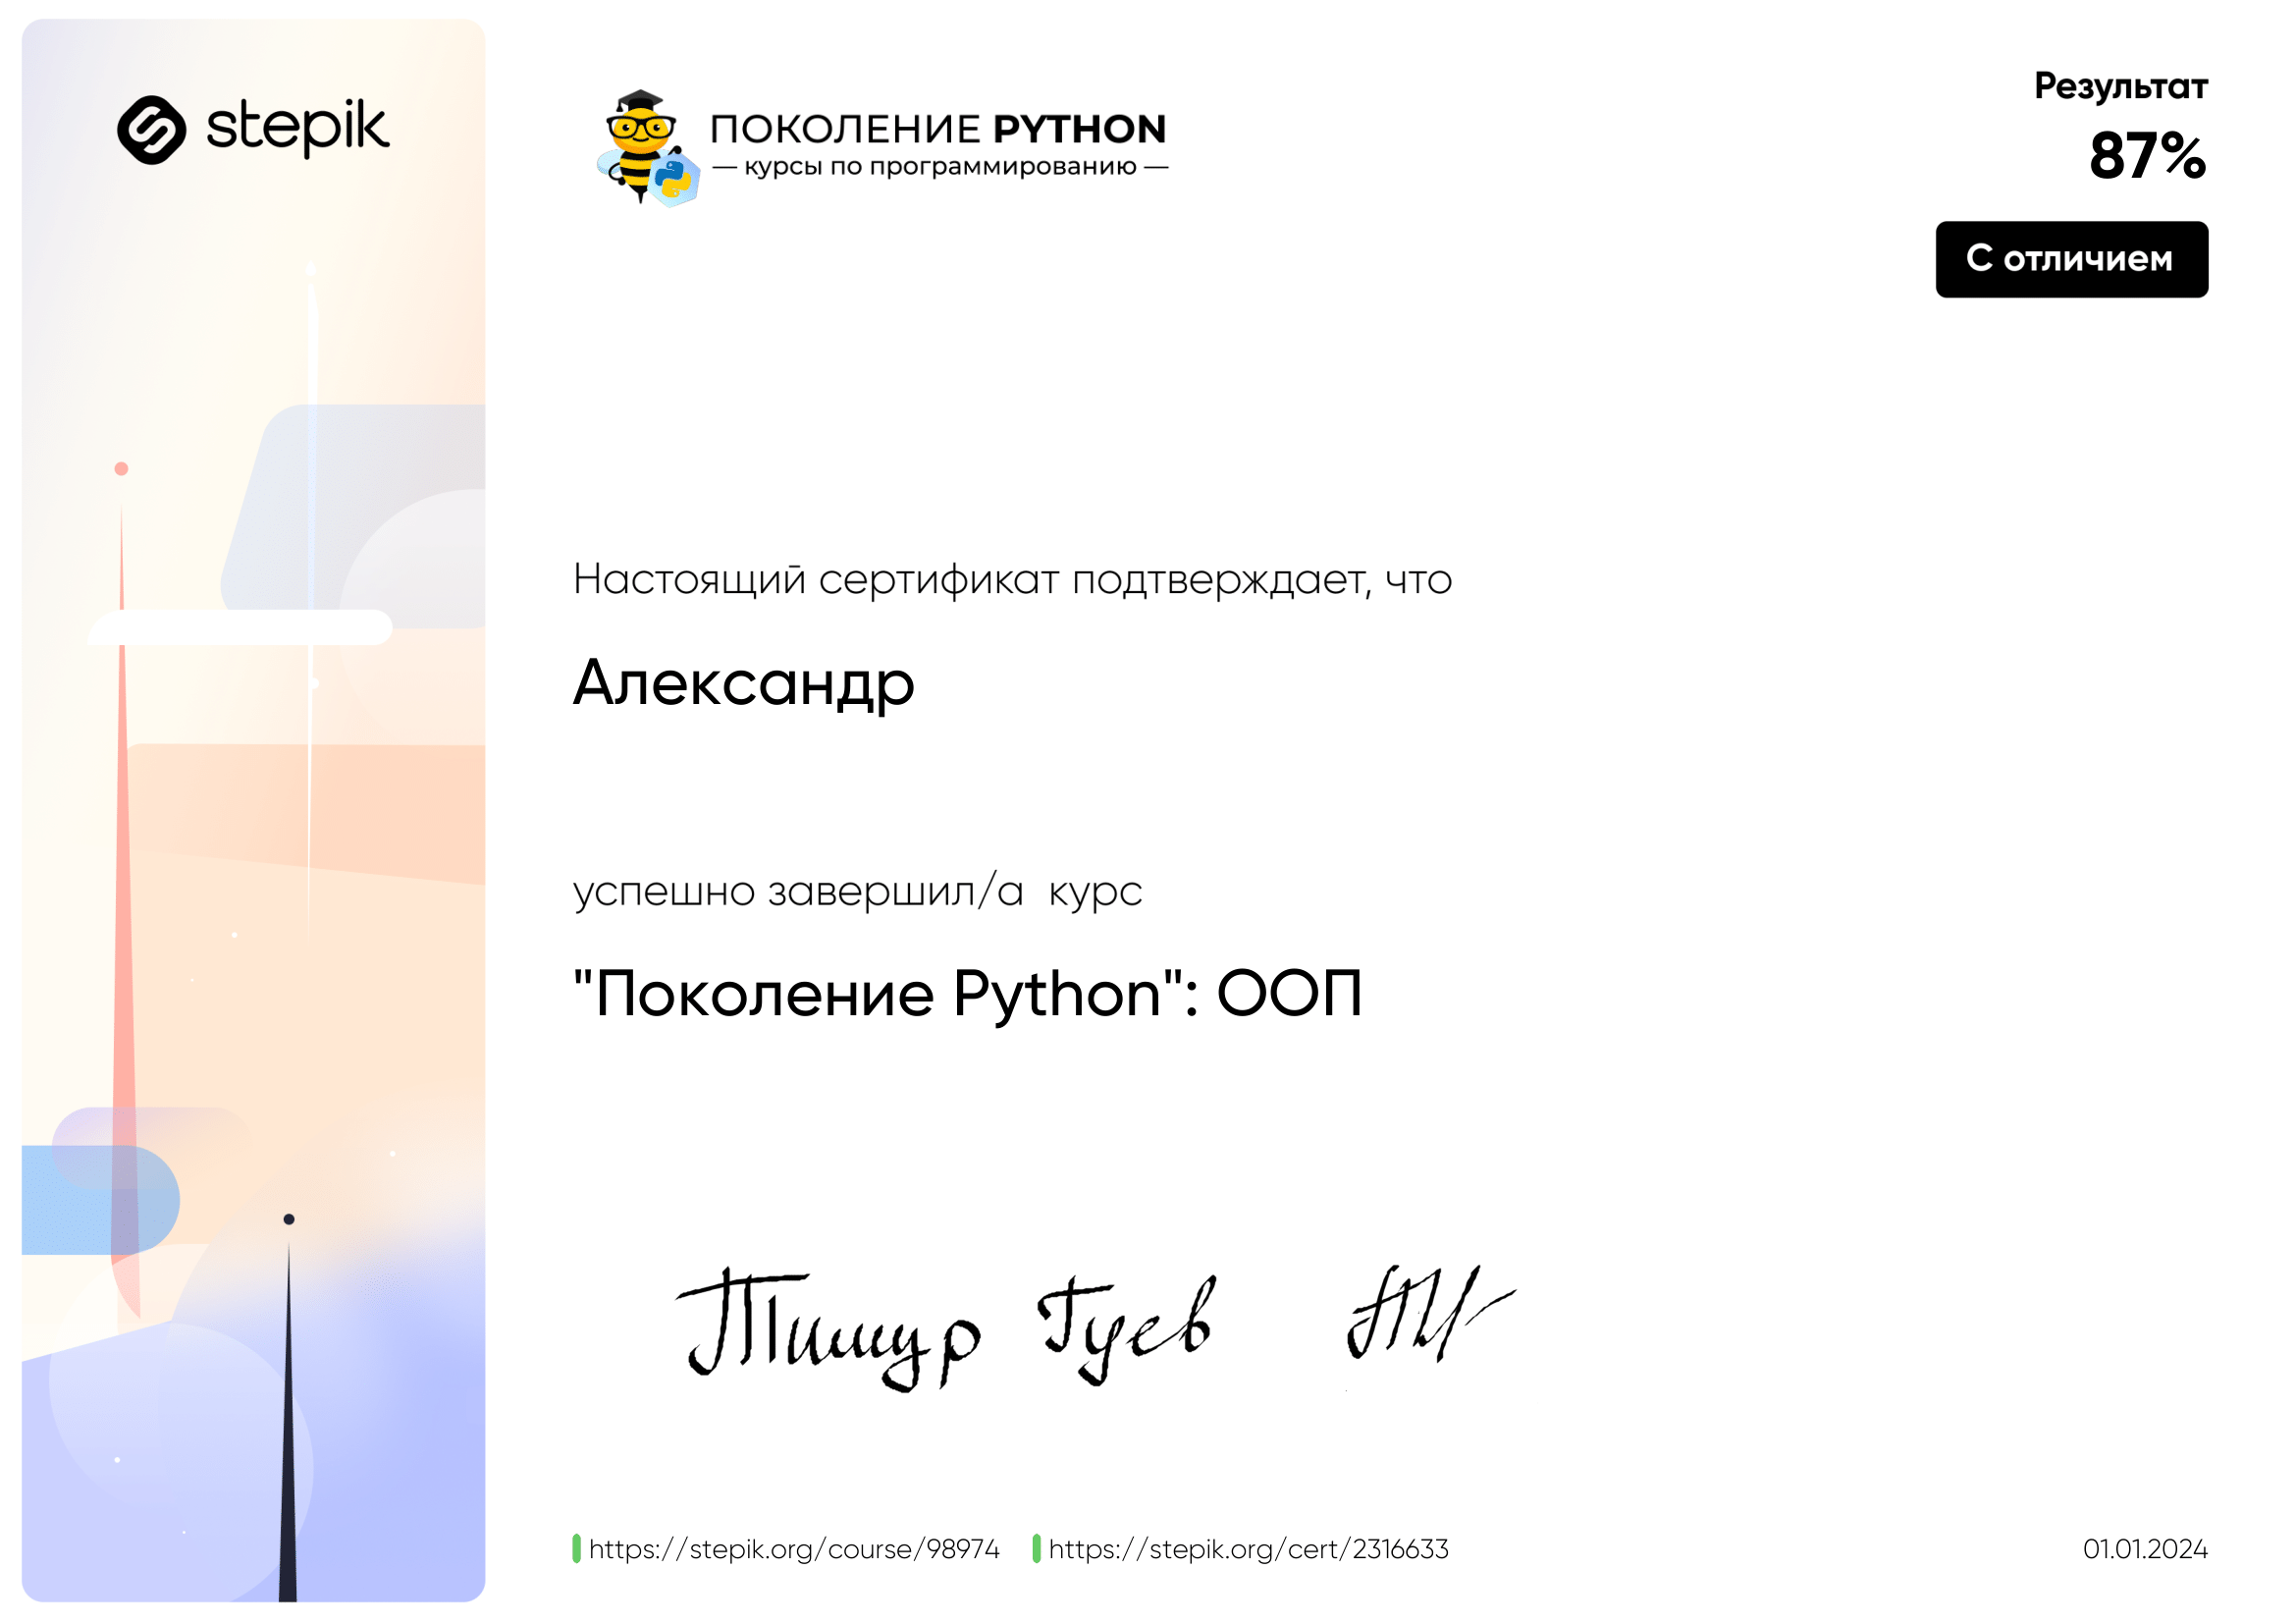 stepik
ПОКОЛЕНИЕ PYTHON
— курсы по программированию —
Результат
87%
С отличием
Настоящий сертификат подтверждает, что
Александр
успешно завершил/а  курс
"Поколение Python": ООП
Тимур Гуев
https://stepik.org/course/98974 https://stepik.org/cert/2316633
01.01.2024